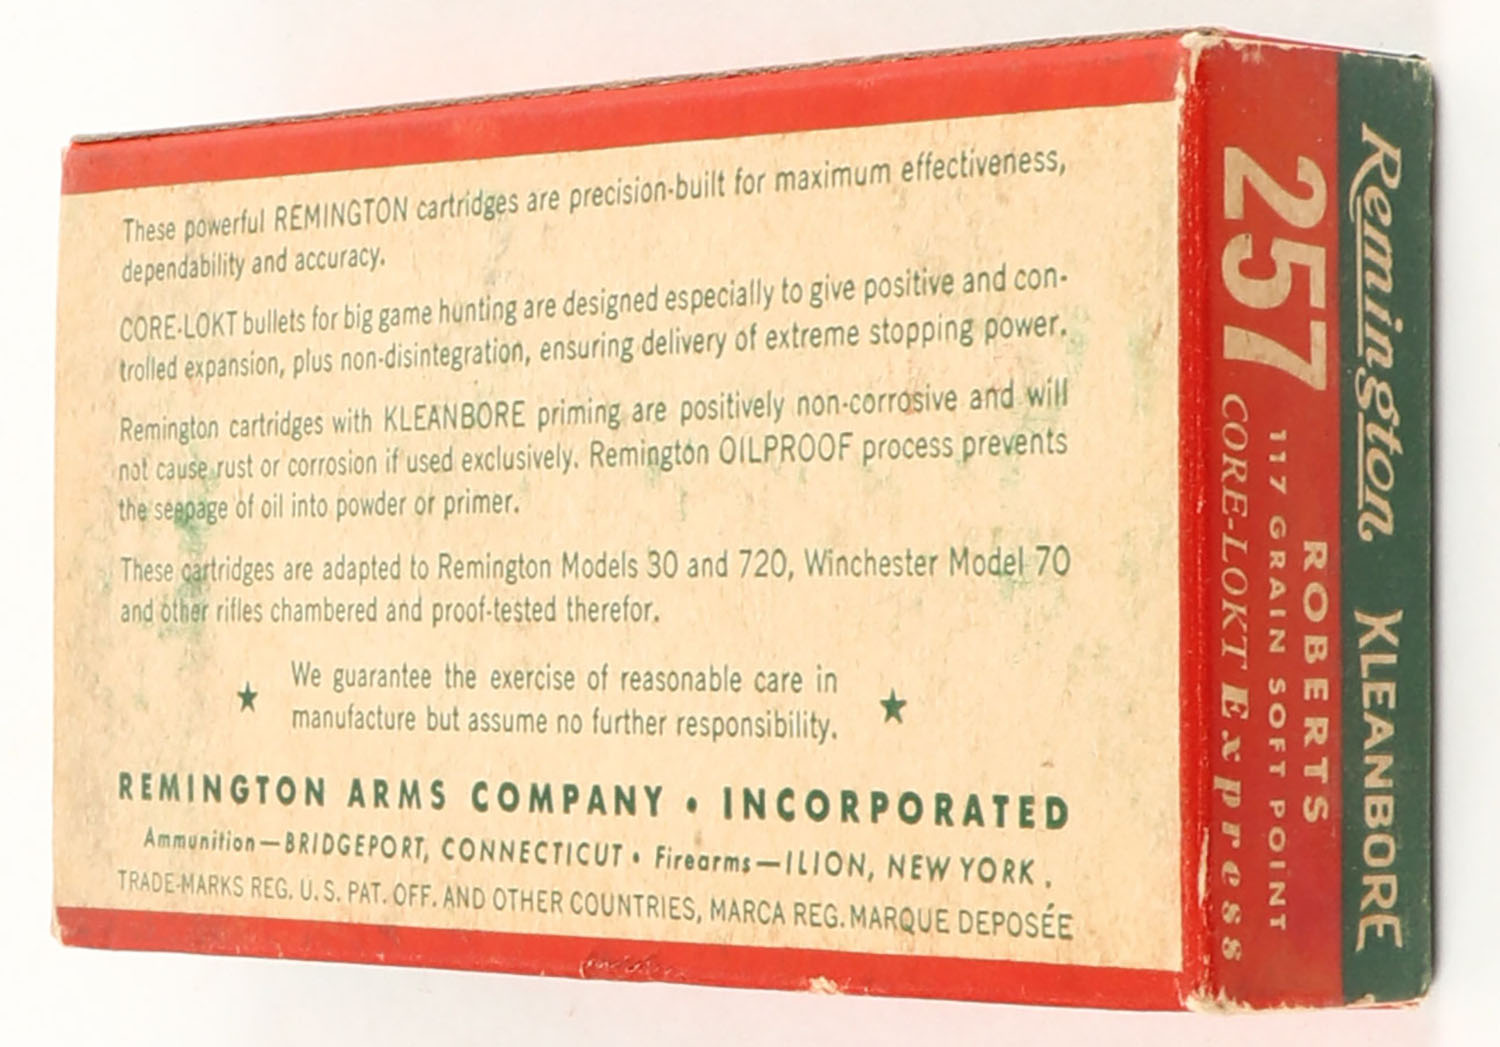 These powerful REMINGTON cartridges are precision-built for maximum effectiveness,
dependability and accuracy.
CORE-LOKT bullets for big game hunting are designed especially to give positive and con-
trolled expansion, plus non-disintegration, ensuring delivery of extreme stopping power.
Remington cartridges with KLEANBORE priming are positively non-corrosive and will
not cause rust or corrosion if used exclusively. Remington OILPROOF process prevents
the seepage of oil into powder or primer.
These cartridges are adapted to Remington Models 30 and 720, Winchester Model 70
and other rifles chambered and proof-tested therefor.
★ We guarantee the exercise of reasonable care in ★
manufacture but assume no further responsibility.
REMINGTON ARMS COMPANY • INCORPORATED
Ammunition—BRIDGEPORT, CONNECTICUT • Firearms—ILION, NEW YORK.
TRADE-MARKS REG. U.S. PAT. OFF. AND OTHER COUNTRIES, MARCA REG. MARQUE DEPOSÉE
Remington KLEANBORE
257 ROBERTS
117 GRAIN SOFT POINT
CORE-LOKT Express